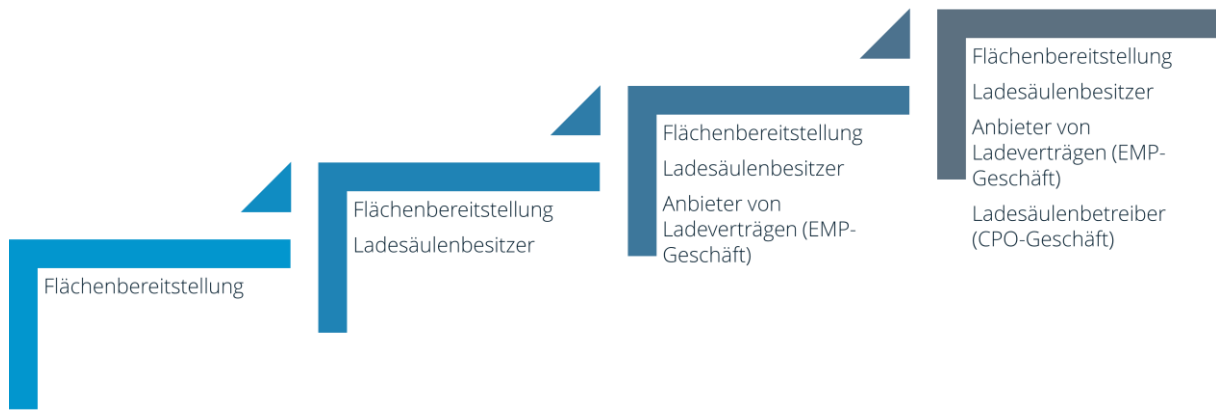 Flächenbereitstellung
Flächenbereitstellung
Ladesäulenbesitzer
Flächenbereitstellung
Ladesäulenbesitzer
Anbieter von
Ladeverträgen (EMP-
Geschäft)
Flächenbereitstellung
Ladesäulenbesitzer
Anbieter von
Ladeverträgen (EMP-
Geschäft)
Ladesäulenbetreiber
(CPO-Geschäft)